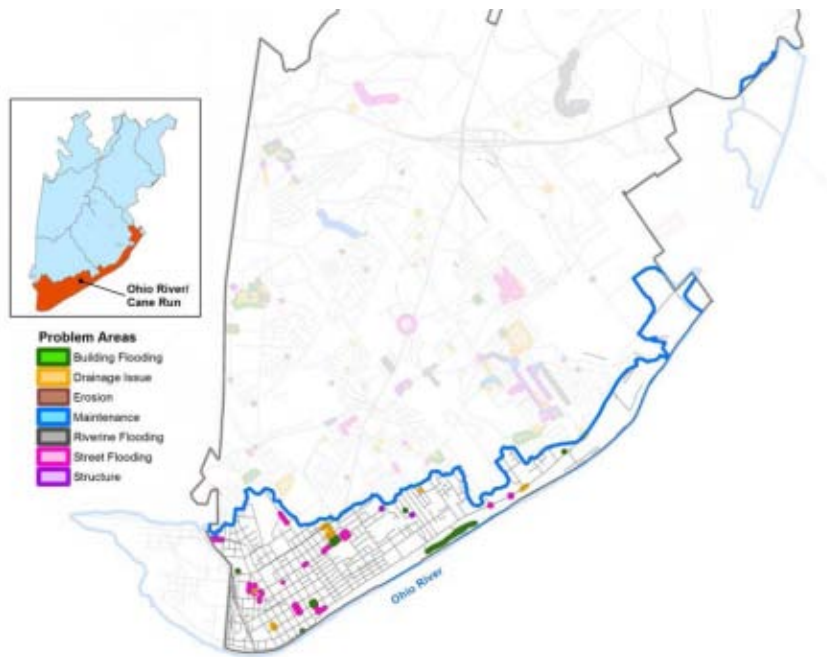 Ohio River/
Cane Run
Problem Areas
Building Flooding
Drainage Issue
Erosion
Maintenance
Riverine Flooding
Street Flooding
Structure
Ohio River